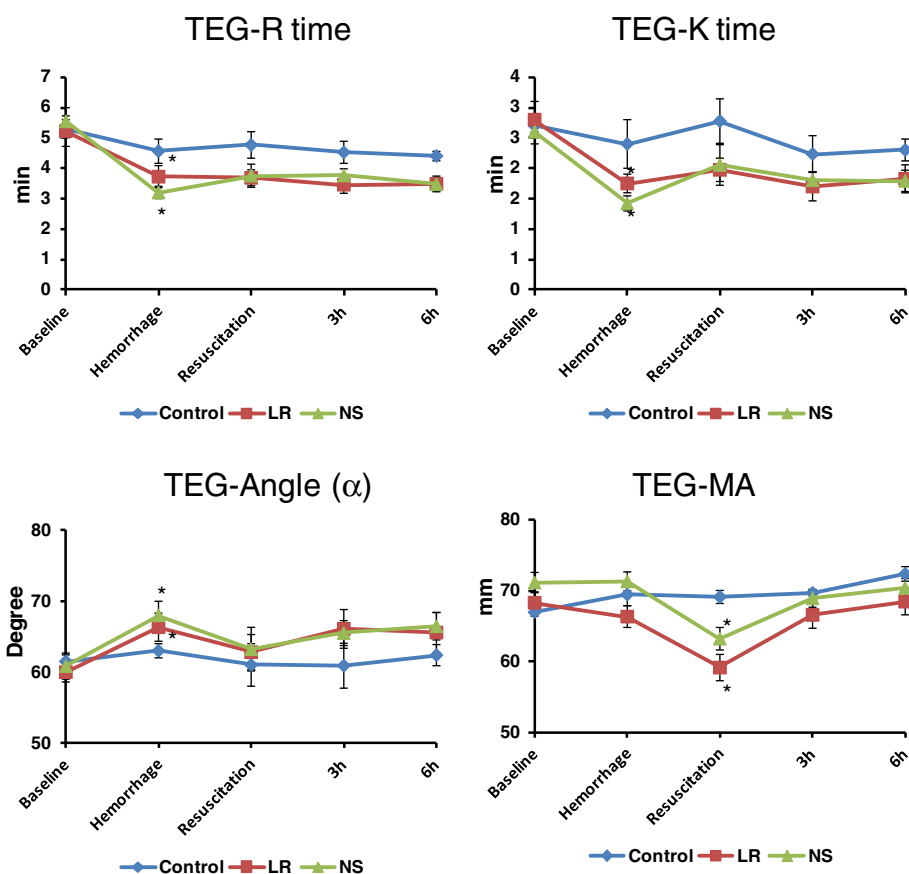 TEG-R time
7
6
5
4
3
2
1
0
min
*
*
Baseline
Hemorrhage
Resuscitation
3h
6h
Control LR NS
TEG-K time
4
3
3
2
2
1
1
0
min
*
*
Baseline
Hemorrhage
Resuscitation
3h
6h
Control LR NS
TEG-Angle (α)
80
70
60
50
Degree
*
*
Baseline
Hemorrhage
Resuscitation
3h
6h
Control LR NS
TEG-MA
80
70
60
50
mm
*
*
Baseline
Hemorrhage
Resuscitation
3h
6h
Control LR NS